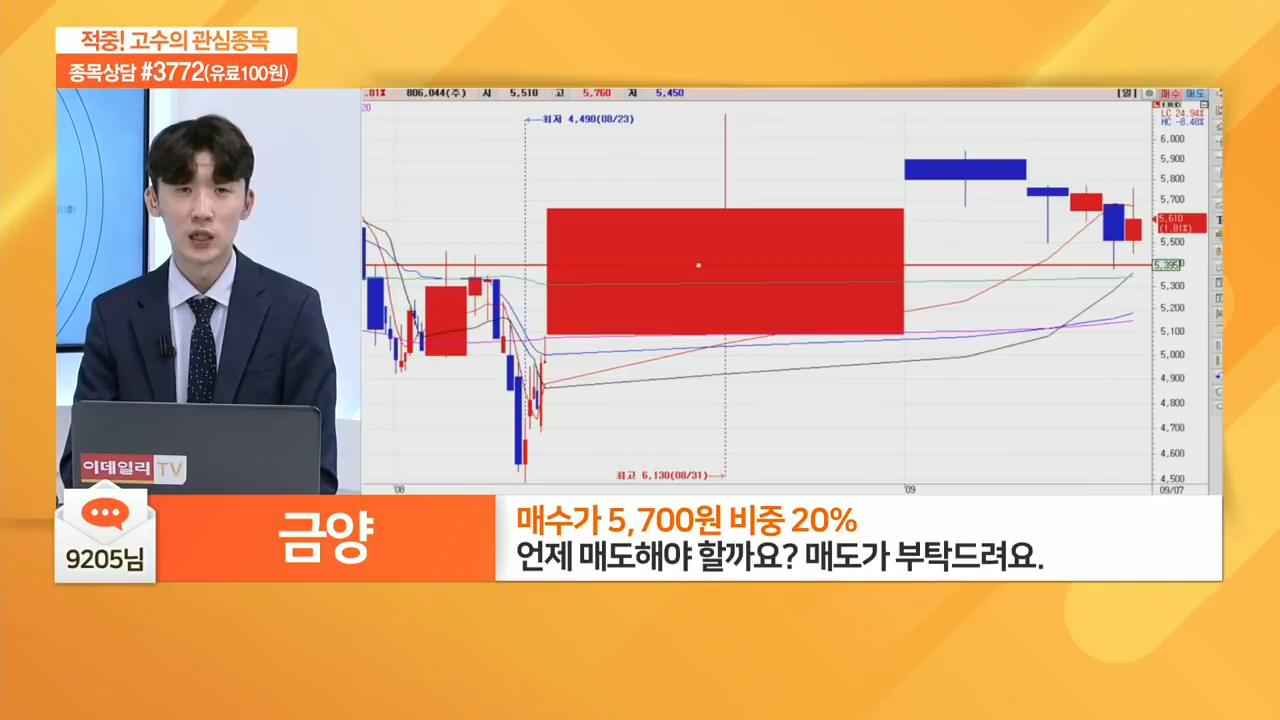 적중! 고수의 관심종목
종목상담 #3772(유료100원)
.81% 806,044(주) 시 5,510 고 5,760 저 5,450 [일] 매수 매도
20
최저 4,490(08/23)
LC 24.94%
HC -8.48%
6,000
5,900
5,800
5,700
5,610
(1.81%)
5,500
5,395
5,300
5,200
5,100
5,000
4,900
4,800
4,700
4,600
4,500
최고 6,130(08/31)
'08 '09 09/07
이데일리 TV
9205님
금양
매수가 5,700원 비중 20%
언제 매도해야 할까요? 매도가 부탁드려요.